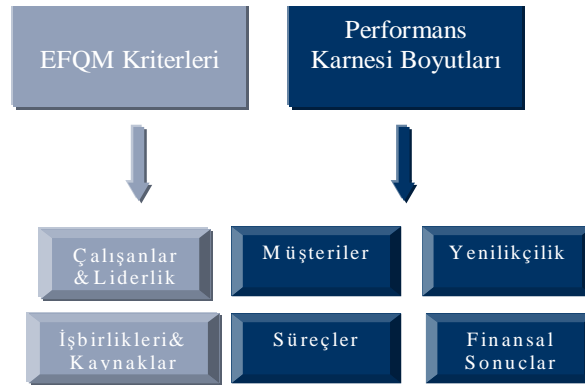 EFQM Kriterleri
Performans
Karnesi Boyutları
Çalışanlar
&Liderlik
Müşteriler
Yenilikçilik
İşbirlikleri&
Kaynaklar
Süreçler
Finansal
Sonuçlar